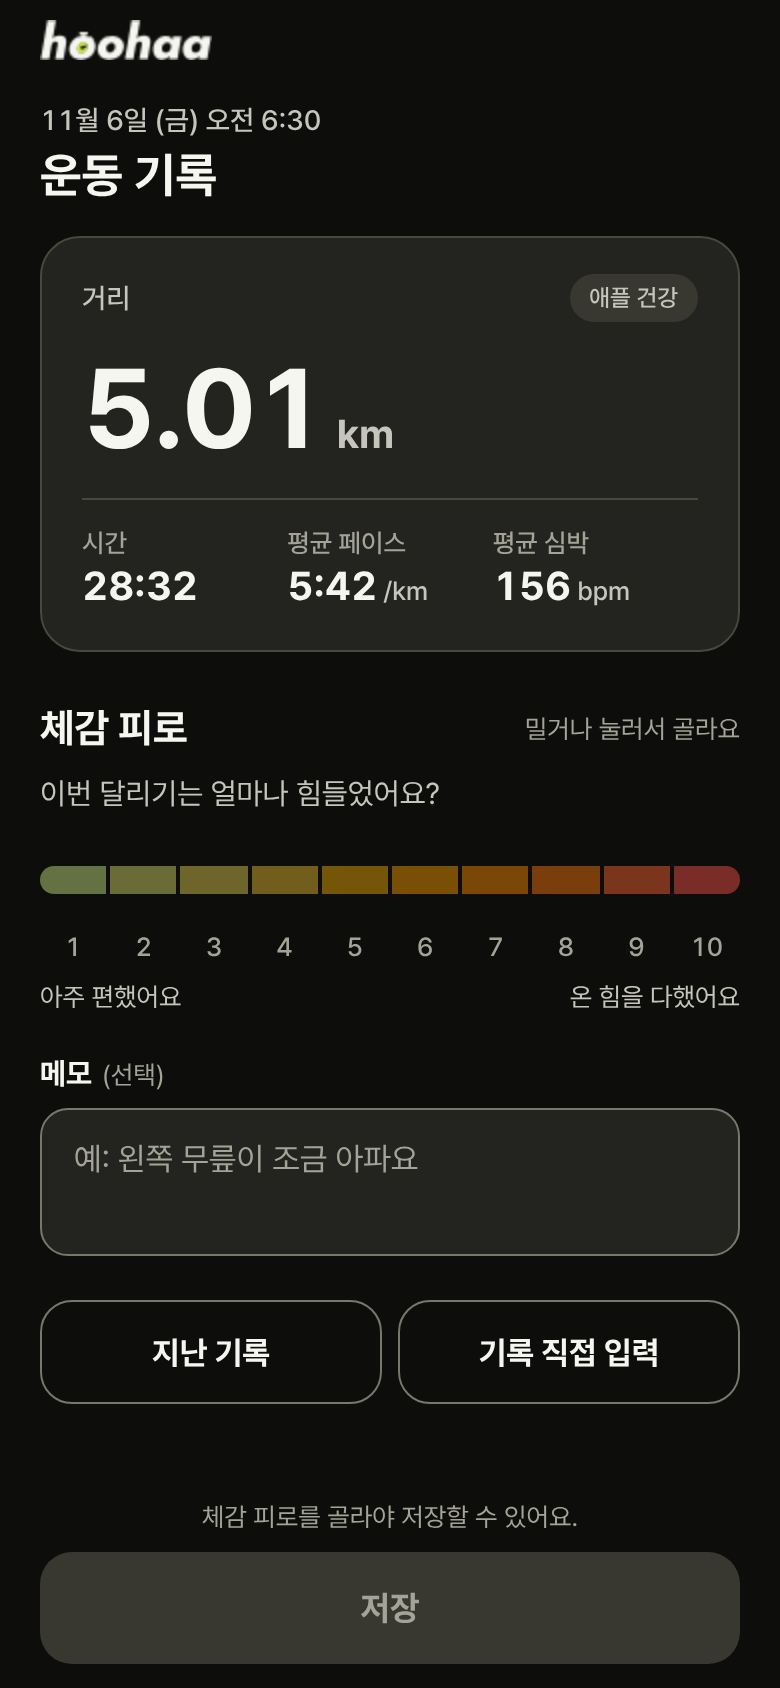 hoohaa
11월 6일 (금) 오전 6:30
운동 기록
거리
애플 건강
5.01 km
시간
평균 페이스
평균 심박
28:32
5:42 /km
156 bpm
체감 피로
밀거나 눌러서 골라요
이번 달리기는 얼마나 힘들었어요?
1 2 3 4 5 6 7 8 9 10
아주 편했어요
온 힘을 다했어요
메모 (선택)
예: 왼쪽 무릎이 조금 아파요
지난 기록
기록 직접 입력
체감 피로를 골라야 저장할 수 있어요.
저장